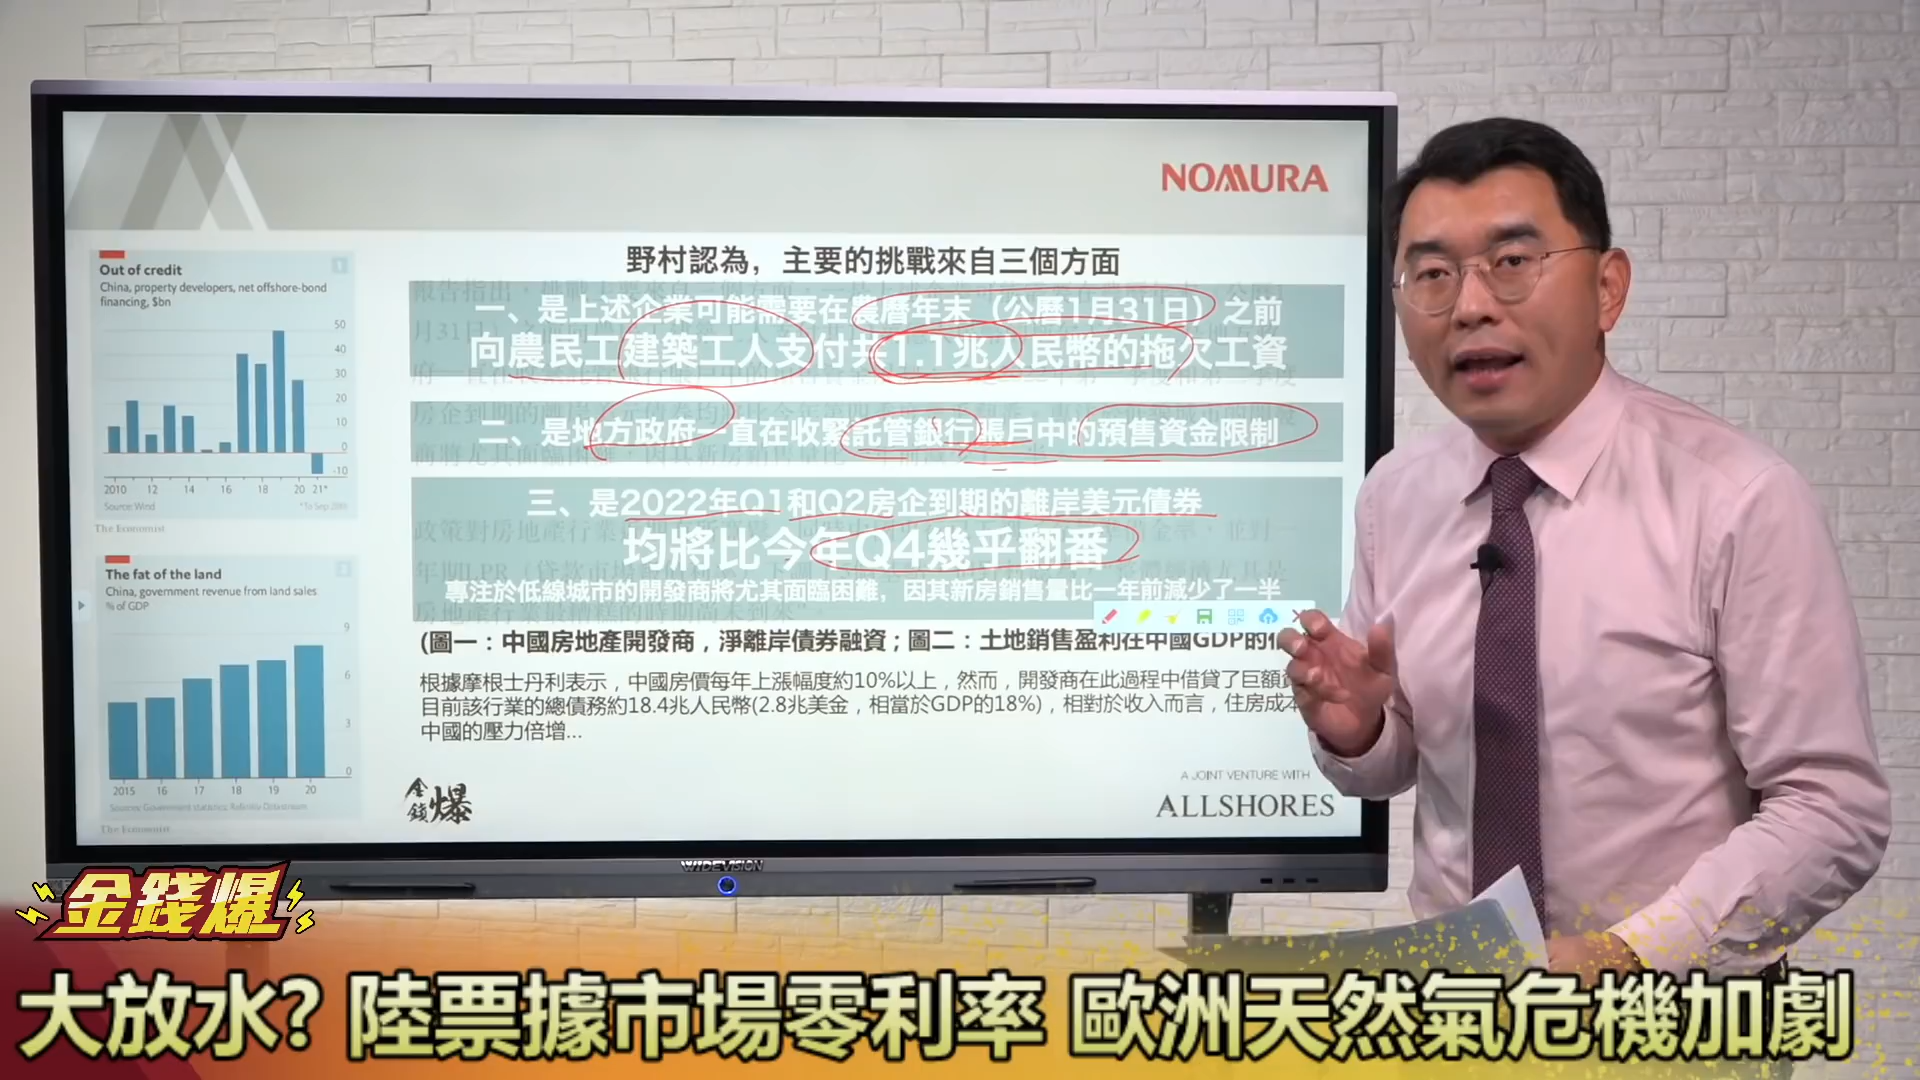 NOMURA
野村認為，主要的挑戰來自三個方面
一、是上述企業可能需要在農曆年末（公曆1月31日）之前
向農民工建築工人支付共1.1兆人民幣的拖欠工資
二、是地方政府一直在收緊託管銀行賬戶中的預售資金限制
三、是2022年Q1和Q2房企到期的離岸美元債券
均將比今年Q4幾乎翻番
專注於低線城市的開發商將尤其面臨困難，因其新房銷售量比一年前減少了一半
(圖一：中國房地產開發商，淨離岸債券融資；圖二：土地銷售盈利在中國GDP的
根據摩根士丹利表示，中國房價每年上漲幅度約10%以上，然而，開發商在此過程中借貸了巨額
目前該行業的總債務約18.4兆人民幣(2.8兆美金，相當於GDP的18%)，相對於收入而言，住房成本
中國的壓力倍增...
Out of credit
1
China, property developers, net offshore-bond
financing, $bn
50
40
30
20
10
0
-10
2010 12 14 16 18 20 21*
Source: Wind
The Economist
The fat of the land
China, government revenue from land sales
% of GDP
9
6
3
0
2015 16 17 18 19 20
Sources: Government statistics; Refinitiv Datastream
The Economist
金錢爆
A JOINT VENTURE WITH
ALLSHORES
WIDEVISION
金錢爆
大放水? 陸票據市場零利率 歐洲天然氣危機加劇